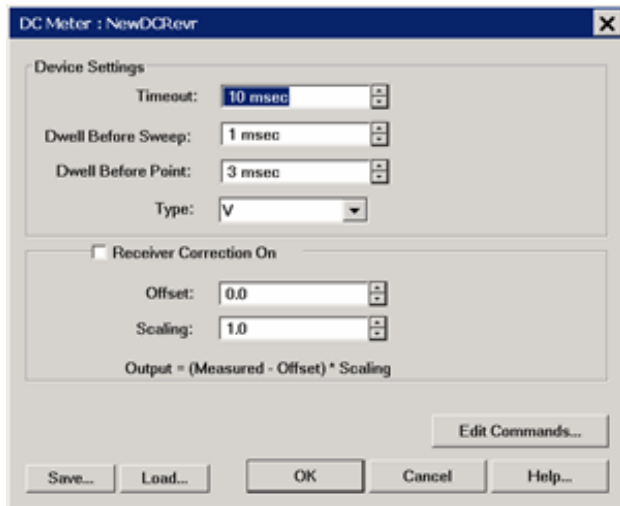 DC Meter : NewDCRevr
Device Settings
Timeout: 10 msec
Dwell Before Sweep: 1 msec
Dwell Before Point: 3 msec
Type: V
Receiver Correction On
Offset: 0.0
Scaling: 1.0
Output = (Measured - Offset) * Scaling
Edit Commands...
Save... Load... OK Cancel Help...